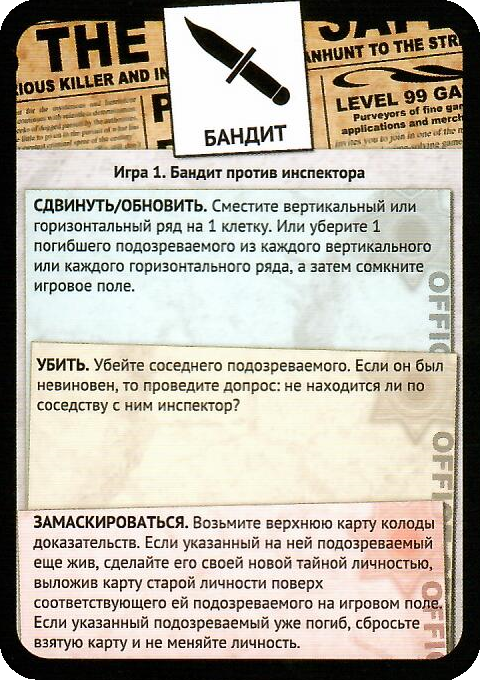 THE SAFE
IOUS KILLER AND IN
ANHUNT TO THE STR
LEVEL 99 GA
Purveyors of fine gam
applications and merch
БАНДИТ
Игра 1. Бандит против инспектора
СДВИНУТЬ/ОБНОВИТЬ. Сместите вертикальный или
горизонтальный ряд на 1 клетку. Или уберите 1
погибшего подозреваемого из каждого вертикального
или каждого горизонтального ряда, а затем сомкните
игровое поле.
OFFIC
УБИТЬ. Убейте соседнего подозреваемого. Если он был
невиновен, то проведите допрос: не находится ли по
соседству с ним инспектор?
OFFIC
ЗАМАСКИРОВАТЬСЯ. Возьмите верхнюю карту колоды
доказательств. Если указанный на ней подозреваемый
еще жив, сделайте его своей новой тайной личностью,
выложив карту старой личности поверх
соответствующей ей подозреваемого на игровом поле.
Если указанный подозреваемый уже погиб, сбросьте
взятую карту и не меняйте личность.
OFFIC